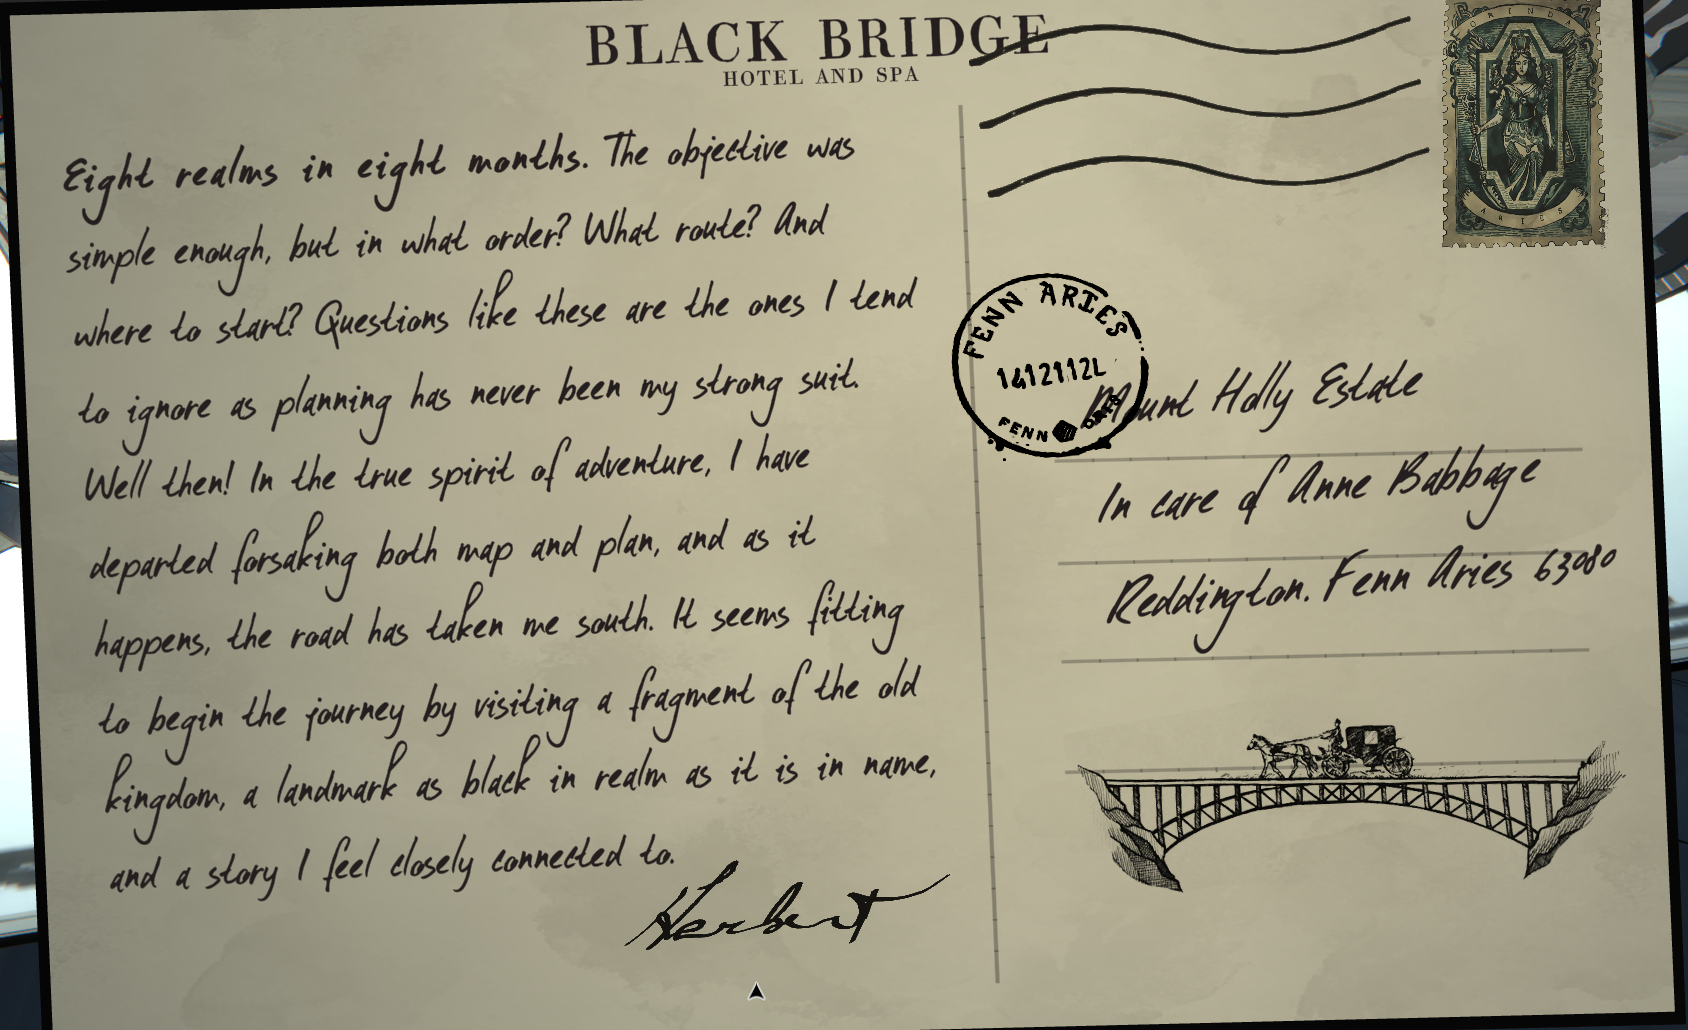 BLACK BRIDGE
HOTEL AND SPA
Eight realms in eight months. The objective was
simple enough, but in what order? What route? And
where to start? Questions like these are the ones I tend
to ignore as planning has never been my strong suit.
Well then! In the true spirit of adventure, I have
departed forsaking both map and plan, and as it
happens, the road has taken me south. It seems fitting
to begin the journey by visiting a fragment of the old
kingdom, a landmark as black in realm as it is in name,
and a story I feel closely connected to.
Herbert
ORINDA
ARIES
FENN ARIES
14121112L
FENN
Mount Holly Estate
In care of Anne Babbage
Reddington. Fenn Aries 63080